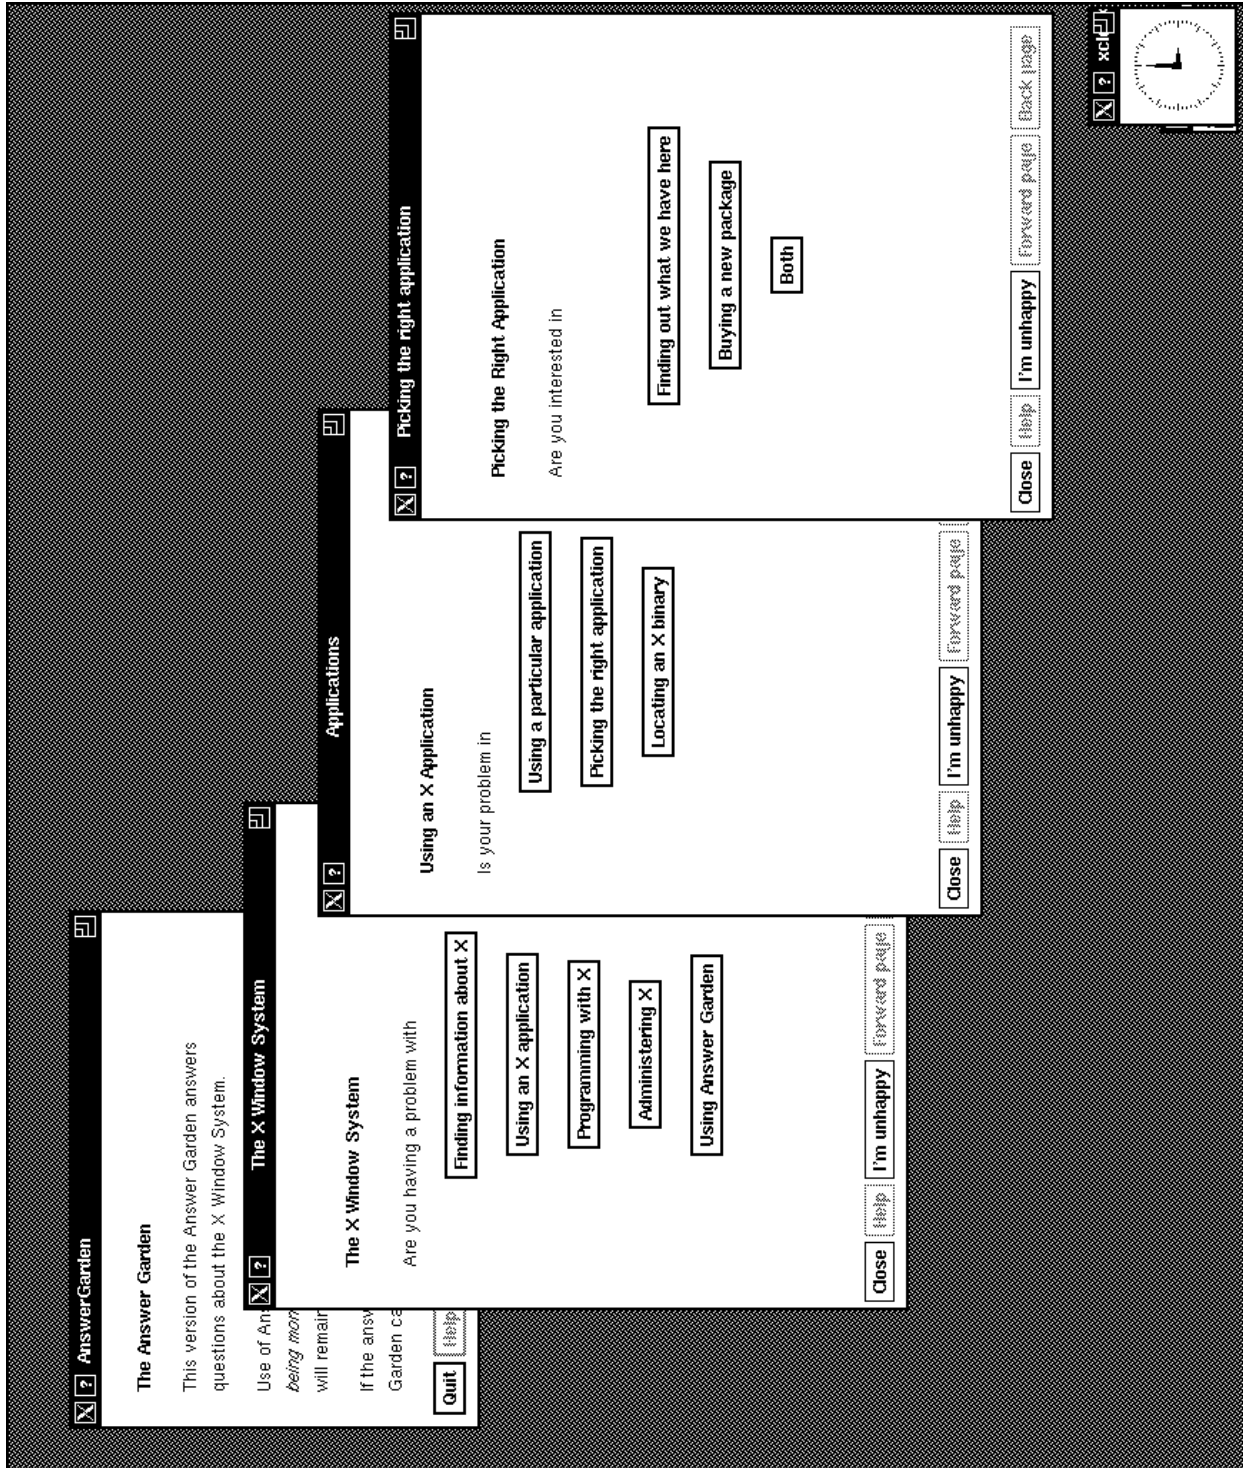 ? AnswerGarden
The Answer Garden
This version of the Answer Garden answers
questions about the X Window System.
Use of
being
will remain
If the
Garden
Quit Help
? The X Window System
The X Window System
Are you having a problem with
Finding information about X
Using an X application
Programming with X
Administering X
Using Answer Garden
Close Help I'm unhappy Forward page
? Applications
Using an X Application
Is your problem in
Using a particular application
Picking the right application
Locating an X binary
Close Help I'm unhappy Forward page
? Picking the right application
Picking the Right Application
Are you interested in
Finding out what we have here
Buying a new package
Both
Close Help I'm unhappy Forward page Back page
?